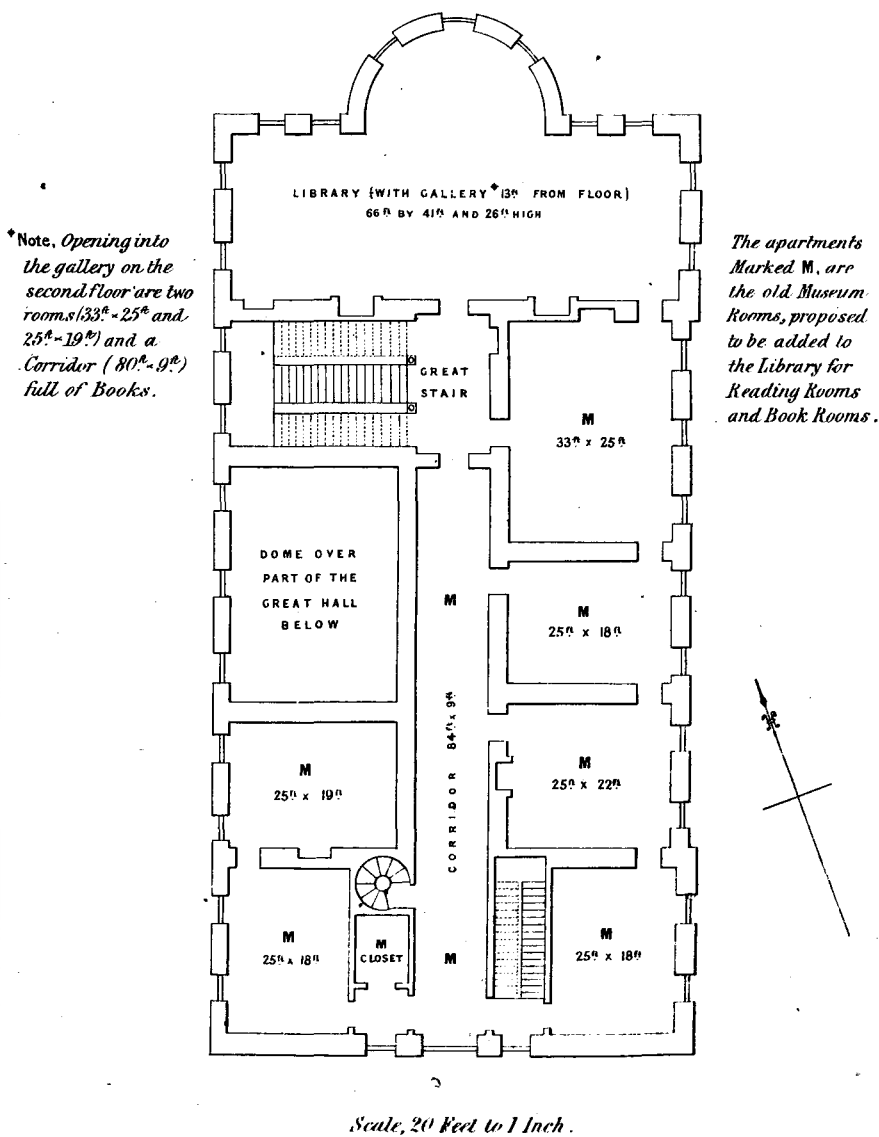 LIBRARY (WITH GALLERY * 13ft FROM FLOOR)
66ft BY 41ft AND 26ft HIGH
*Note, Opening into
the gallery on the
second floor are two
rooms (33ft × 25ft and
25ft × 19ft) and a
Corridor (80ft × 9ft)
full of Books.
The apartments
Marked M, are
the old Museum
Rooms, proposed
to be added to
the Library for
Reading Rooms
and Book Rooms.
GREAT
STAIR
M
33ft x 25ft
DOME OVER
PART OF THE
GREAT HALL
BELOW
M
M
25ft x 18ft
CORRIDOR 84ft x 9ft
M
25ft x 19ft
M
25ft x 22ft
M
25ft x 18ft
M
CLOSET
M
M
25ft x 18ft
Scale, 20 Feet to 1 Inch.